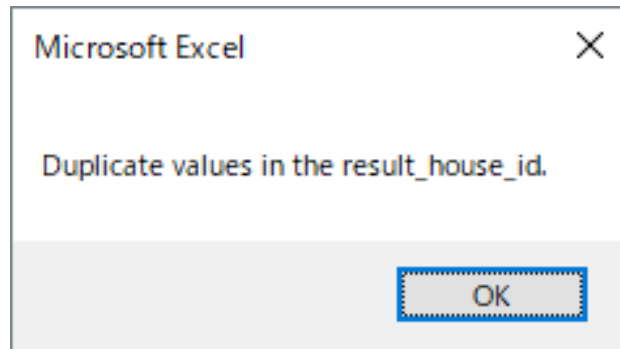 Microsoft Excel
Duplicate values in the result_house_id.
OK